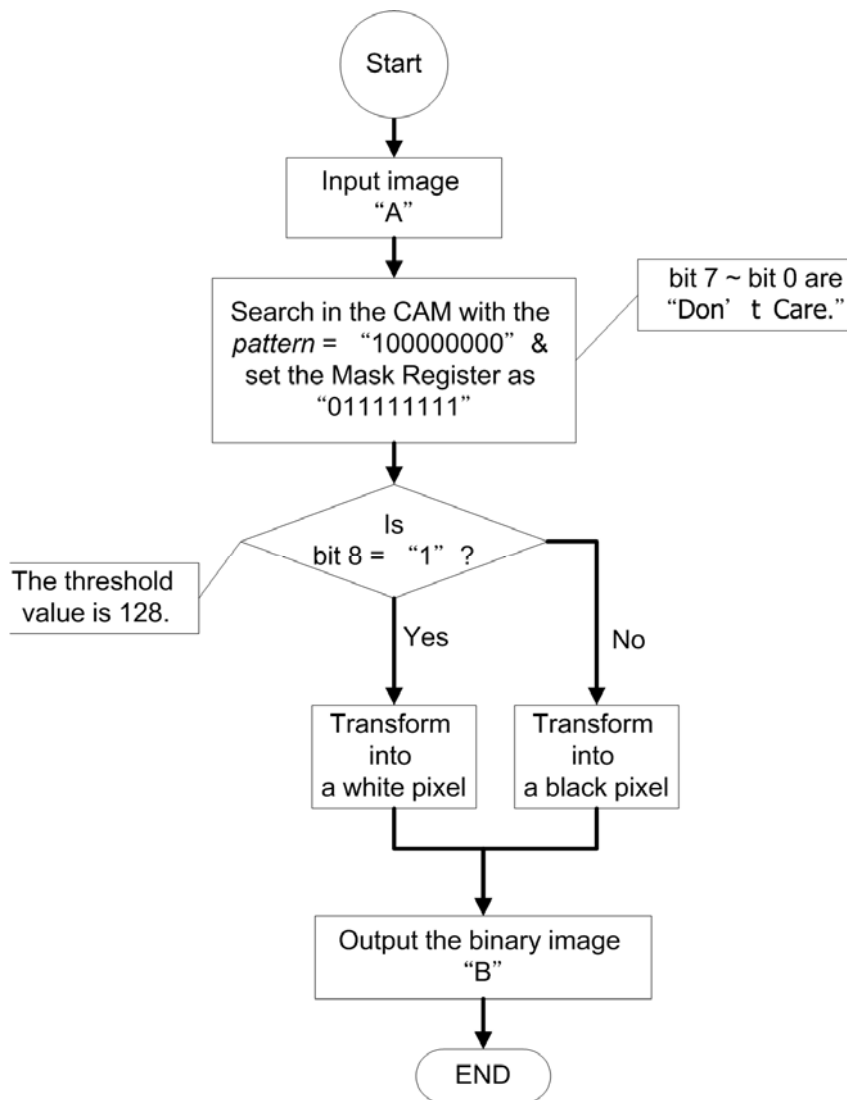 Start
Input image
“A”
Search in the CAM with the
pattern = “100000000” &
set the Mask Register as
“011111111”
bit 7 ~ bit 0 are
“Don’ t Care.”
Is
bit 8 = “1” ?
The threshold
value is 128.
Yes
No
Transform
into
a white pixel
Transform
into
a black pixel
Output the binary image
“B”
END